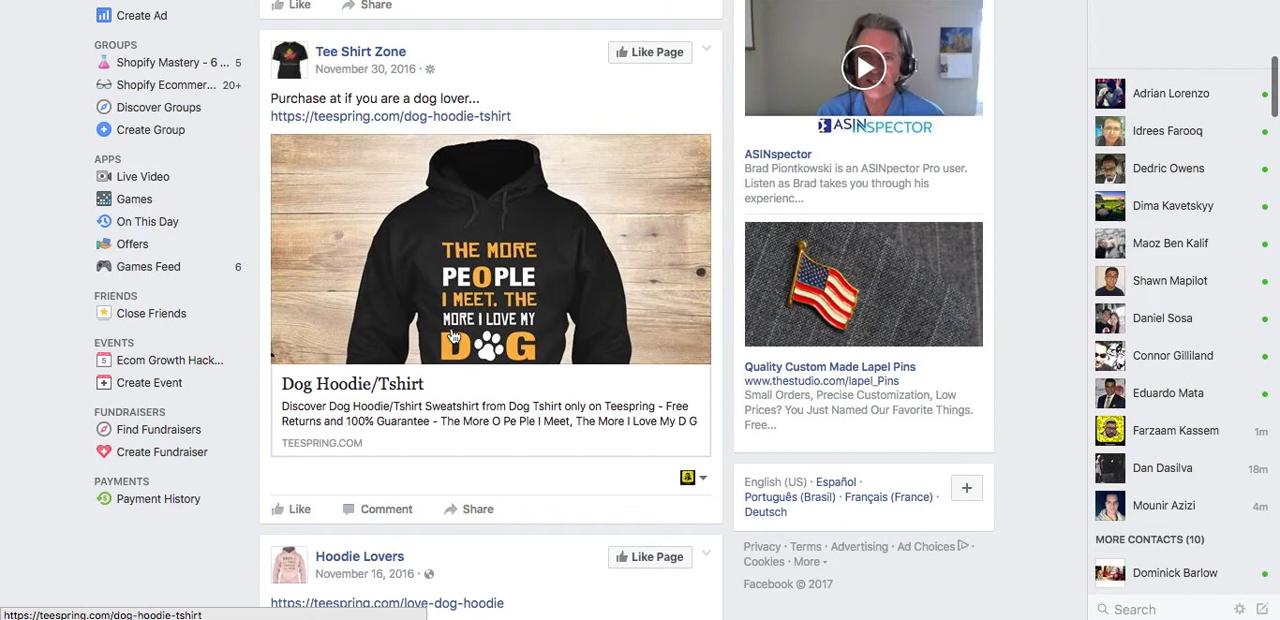 Create Ad
GROUPS
Shopify Mastery - 6 ... 5
Shopify Ecommer... 20+
Discover Groups
Create Group
APPS
Live Video
Games
On This Day
Offers
Games Feed 6
FRIENDS
Close Friends
EVENTS
5 Ecom Growth Hack...
Create Event
FUNDRAISERS
Find Fundraisers
Create Fundraiser
PAYMENTS
Payment History
Like Share
Tee Shirt Zone
November 30, 2016 ·
Like Page
Purchase at if you are a dog lover...
https://teespring.com/dog-hoodie-tshirt
THE MORE
PEOPLE
I MEET, THE
MORE I LOVE MY
DOG
Dog Hoodie/Tshirt
Discover Dog Hoodie/Tshirt Sweatshirt from Dog Tshirt only on Teespring - Free
Returns and 100% Guarantee - The More O Pe Ple I Meet, The More I Love My D G
TEESPRING.COM
Like Comment Share
Hoodie Lovers
November 16, 2016 ·
Like Page
https://teespring.com/love-dog-hoodie
ASINSPECTOR
ASINspector
Brad Piontkowski is an ASINpector Pro user.
Listen as Brad takes you through his
experienc...
Quality Custom Made Lapel Pins
www.thestudio.com/lapel_Pins
Small Orders, Precise Customization, Low
Prices? You Just Named Our Favorite Things.
Free...
English (US) · Español ·
Português (Brasil) · Français (France) ·
Deutsch
Privacy · Terms · Advertising · Ad Choices ·
Cookies · More
Facebook © 2017
Adrian Lorenzo
Idrees Farooq
Dedric Owens
Dima Kavetskyy
Maoz Ben Kalif
Shawn Mapilot
Daniel Sosa
Connor Gilliland
Eduardo Mata
Farzaam Kassem 1m
Dan Dasilva 18m
Mounir Azizi 4m
MORE CONTACTS (10)
Dominick Barlow
Search
https://teespring.com/dog-hoodie-tshirt